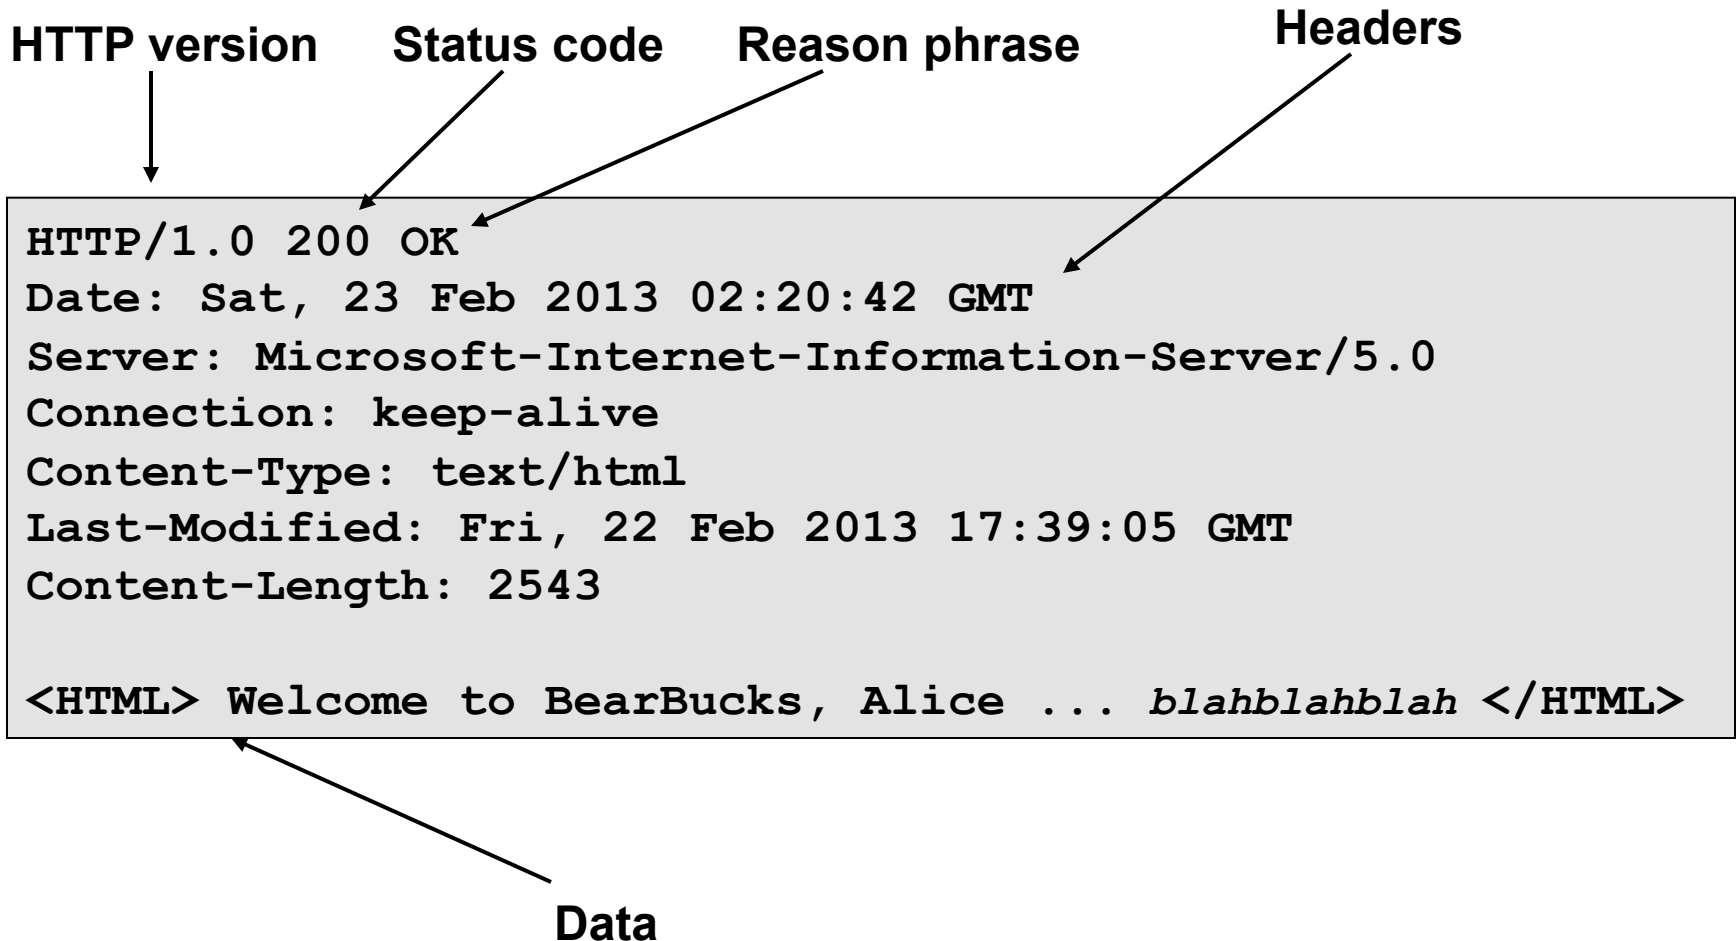 HTTP version Status code Reason phrase Headers
HTTP/1.0 200 OK
Date: Sat, 23 Feb 2013 02:20:42 GMT
Server: Microsoft-Internet-Information-Server/5.0
Connection: keep-alive
Content-Type: text/html
Last-Modified: Fri, 22 Feb 2013 17:39:05 GMT
Content-Length: 2543
<HTML> Welcome to BearBucks, Alice ... blahblahblah </HTML>
Data